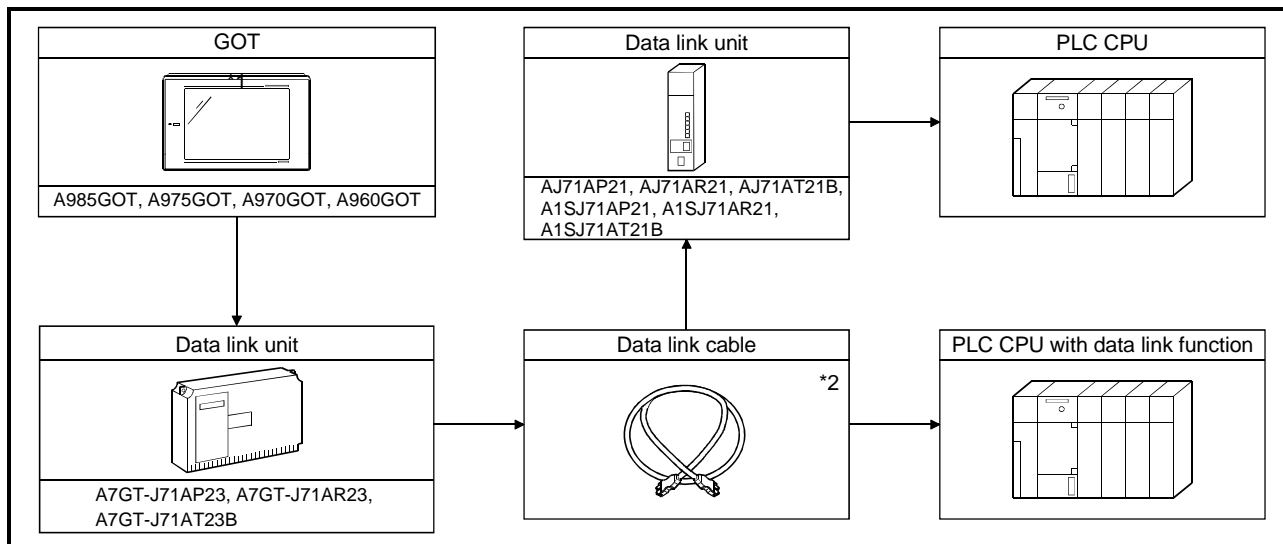 GOT
A985GOT, A975GOT, A970GOT, A960GOT
Data link unit
AJ71AP21, AJ71AR21, AJ71AT21B,
A1SJ71AP21, A1SJ71AR21,
A1SJ71AT21B
PLC CPU
Data link unit
A7GT-J71AP23, A7GT-J71AR23,
A7GT-J71AT23B
Data link cable
*2
PLC CPU with data link function